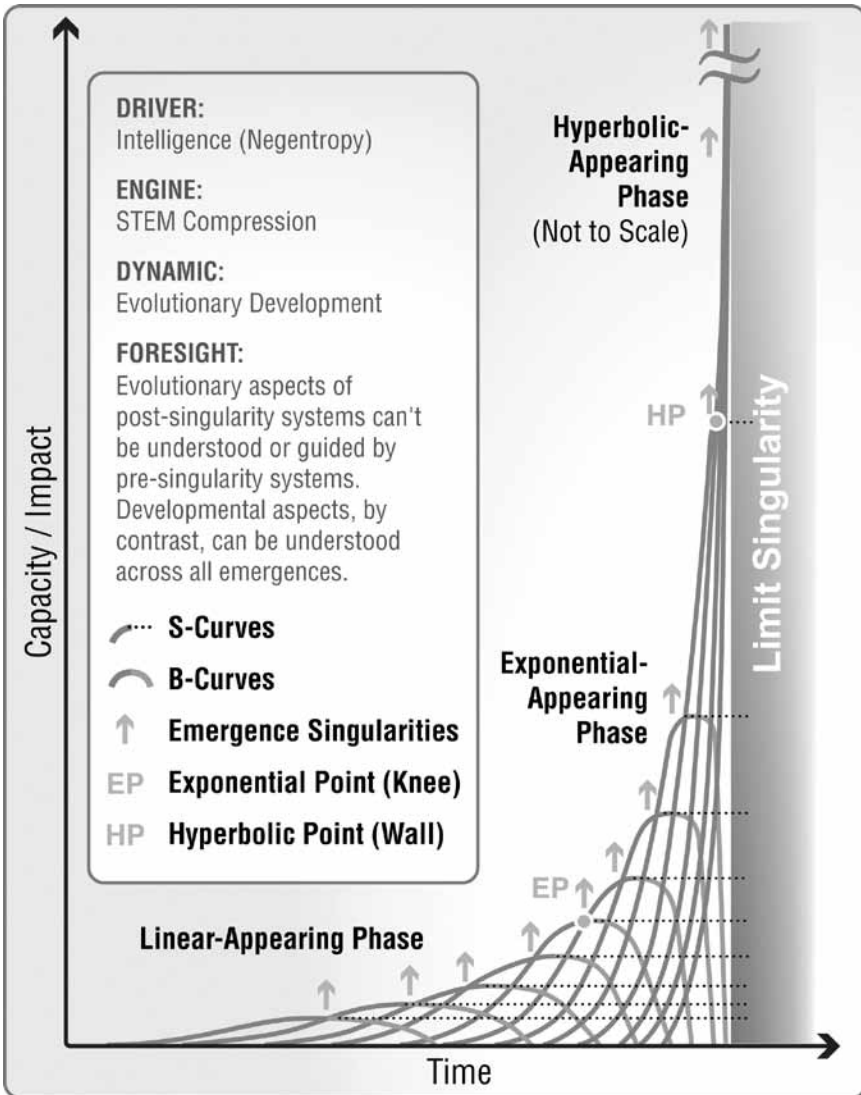 DRIVER:
Intelligence (Negentropy)
ENGINE:
STEM Compression
DYNAMIC:
Evolutionary Development
FORESIGHT:
Evolutionary aspects of
post-singularity systems can't
be understood or guided by
pre-singularity systems.
Developmental aspects, by
contrast, can be understood
across all emergences.
S-Curves
B-Curves
Emergence Singularities
EP Exponential Point (Knee)
HP Hyperbolic Point (Wall)
Capacity / Impact
Hyperbolic-
Appearing
Phase
(Not to Scale)
HP
Limit Singularity
Exponential-
Appearing
Phase
EP
Linear-Appearing Phase
Time